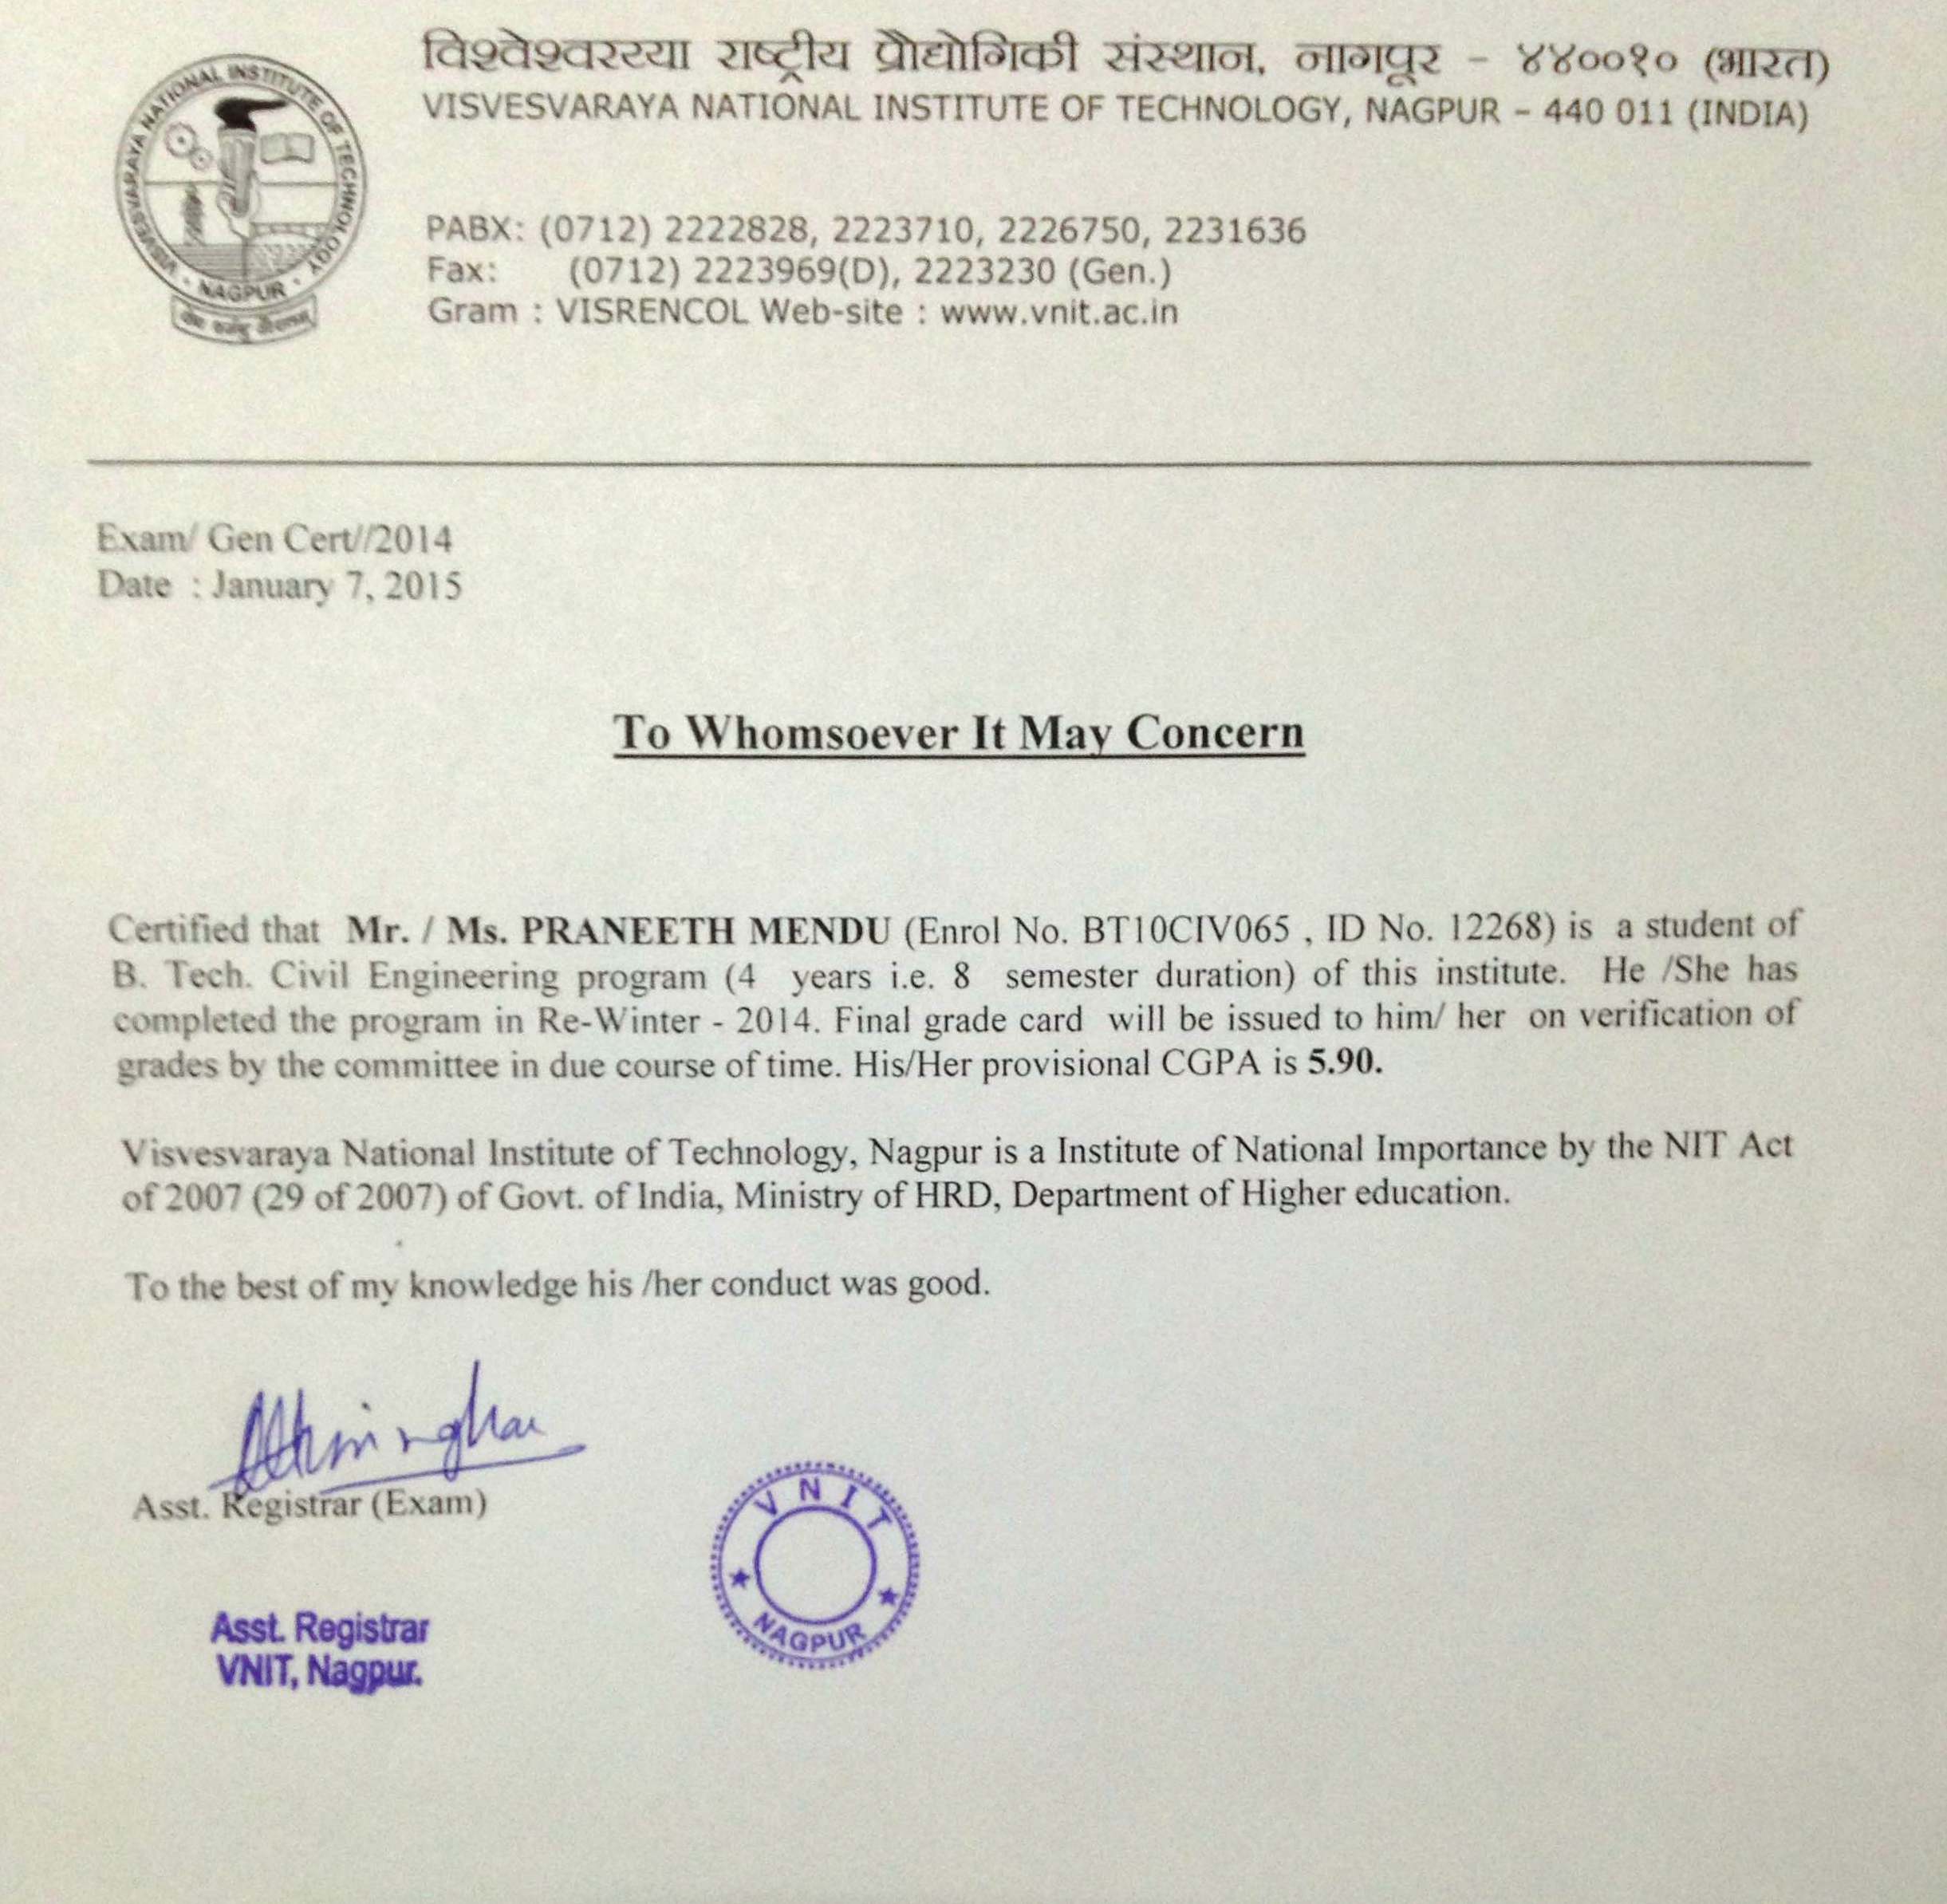 विश्वेश्वरय्या राष्ट्रीय प्रौद्योगिकी संस्थान, नागपूर - ४४००१० (भारत)
VISVESVARAYA NATIONAL INSTITUTE OF TECHNOLOGY, NAGPUR - 440 011 (INDIA)
VISVESVARAYA NATIONAL INSTITUTE OF TECHNOLOGY
NAGPUR
PABX: (0712) 2222828, 2223710, 2226750, 2231636
Fax: (0712) 2223969(D), 2223230 (Gen.)
Gram : VISRENCOL Web-site : www.vnit.ac.in
Exam/ Gen Cert//2014
Date : January 7, 2015
To Whomsoever It May Concern
Certified that Mr. / Ms. PRANEETH MENDU (Enrol No. BT10CIV065 , ID No. 12268) is a student of
B. Tech. Civil Engineering program (4 years i.e. 8 semester duration) of this institute. He /She has
completed the program in Re-Winter - 2014. Final grade card will be issued to him/ her on verification of
grades by the committee in due course of time. His/Her provisional CGPA is 5.90.
Visvesvaraya National Institute of Technology, Nagpur is a Institute of National Importance by the NIT Act
of 2007 (29 of 2007) of Govt. of India, Ministry of HRD, Department of Higher education.
To the best of my knowledge his /her conduct was good.
Asst. Registrar (Exam)
VNIT
NAGPUR
Asst. Registrar
VNIT, Nagpur.